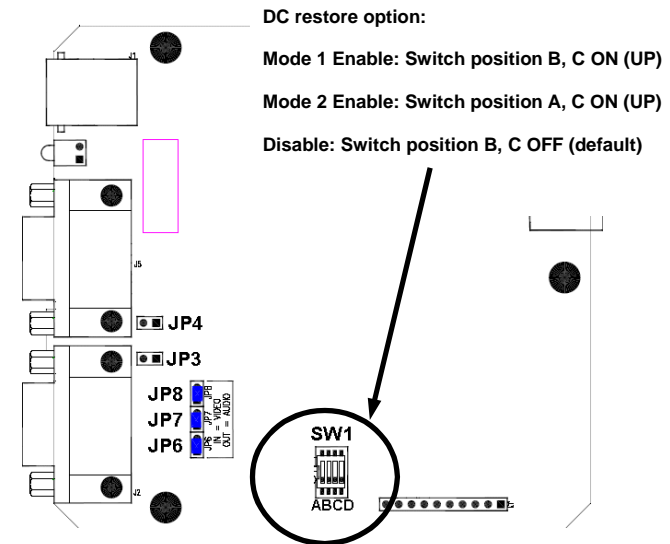 DC restore option:
Mode 1 Enable: Switch position B, C ON (UP)
Mode 2 Enable: Switch position A, C ON (UP)
Disable: Switch position B, C OFF (default)
J5
JP4
JP3
JP8
JP8
JP7
JP7
JP6
JP6
IN = VIDEO
OUT = AUDIO
J2
SW1
ABCD